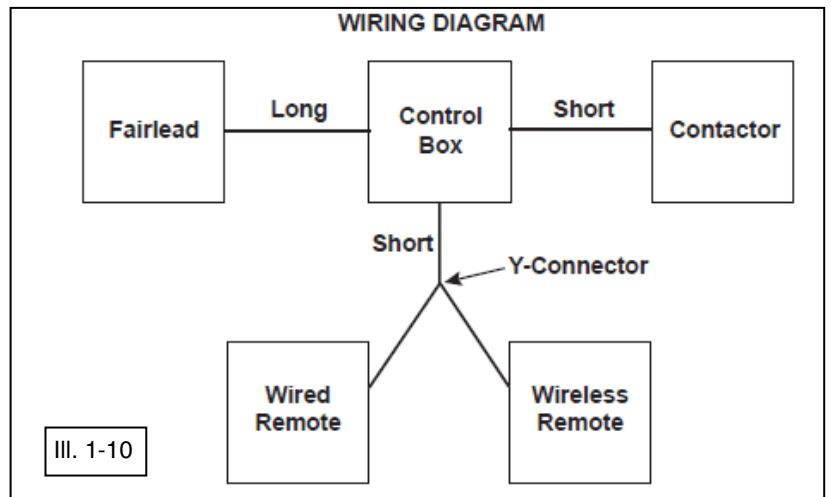 WIRING DIAGRAM
Fairlead
Long
Control
Box
Short
Contactor
Short
Y-Connector
Wired
Remote
Wireless
Remote
Ill. 1-10